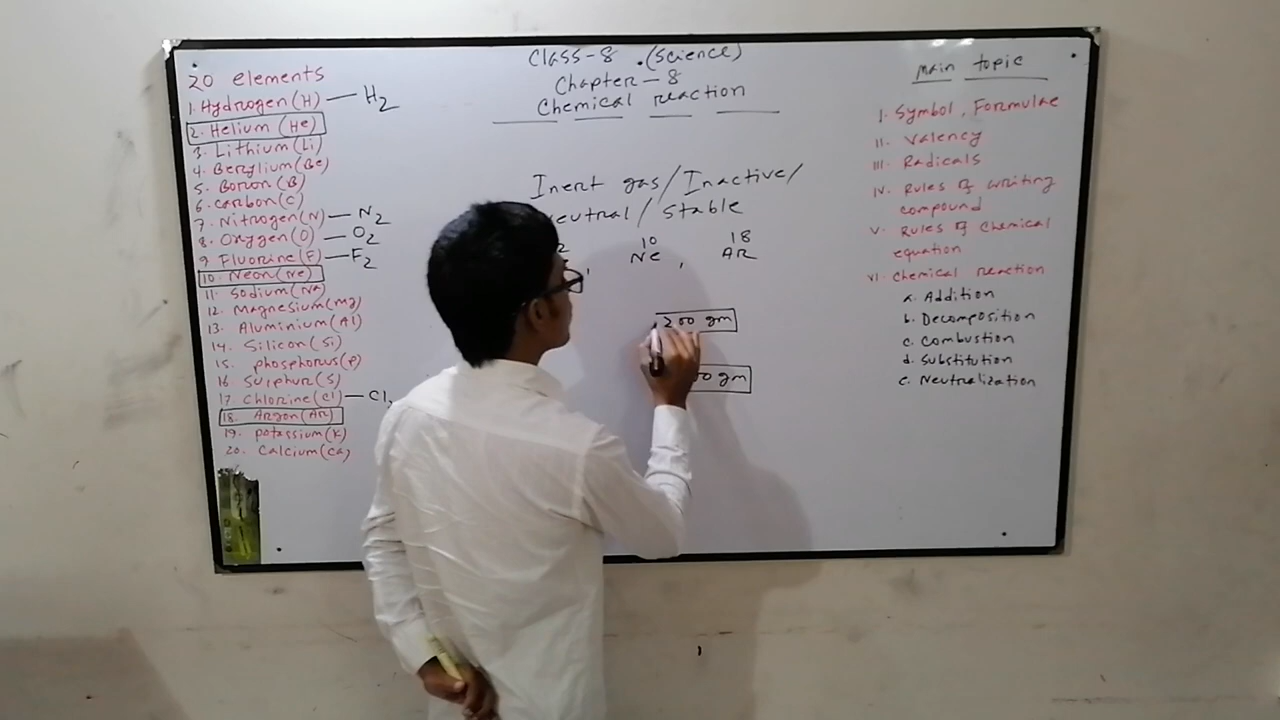 Class-8 .(Science)
Chapter-8
Chemical reaction
20 elements
1. Hydrogen (H) — H2
2. Helium (He)
3. Lithium (Li)
4. Berylium (Be)
5. Boron (B)
6. Carbon (C)
7. Nitrogen (N) — N2
8. Oxygen (O) — O2
9. Fluorine (F) — F2
10. Neon (Ne)
11. Sodium (Na)
12. Magnesium (mg)
13. Aluminium (Al)
14. Silicon (Si)
15. phosphorus (p)
16. Sulphur (S)
17. Chlorine (Cl) — Cl
18. Argon (AR)
19. potassium (K)
20. Calcium (Ca)
Inert gas/Inactive/
eutral/Stable
2 10 18
, Ne , AR
200 gm
00 gm
main topic
I. Symbol, Formulae
II. Valency
III. Radicals
IV. Rules of writing
compound
V. Rules of Chemical
equation
VI. Chemical reaction
a. Addition
b. Decomposition
c. Combustion
d. Substitution
e. Neutralization